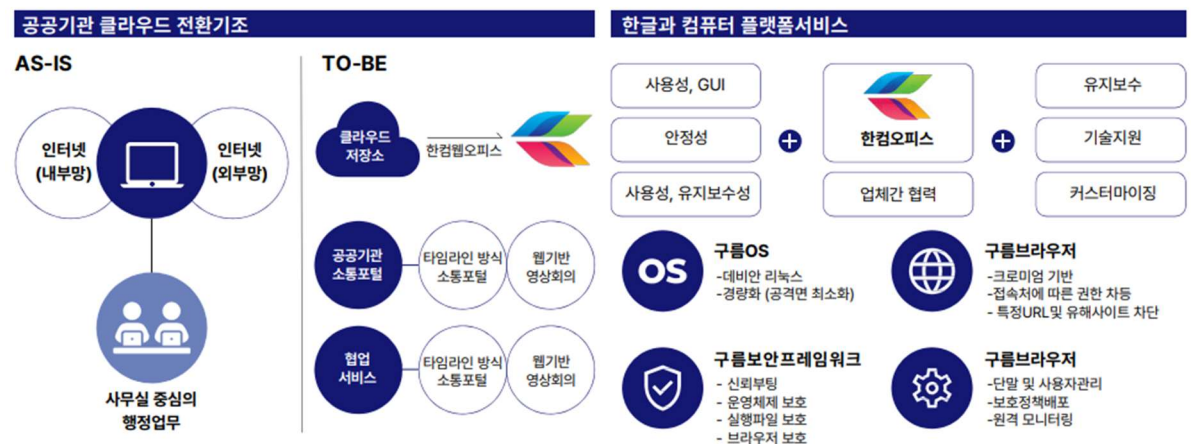 공공기관 클라우드 전환기조
AS-IS
인터넷
(내부망)
인터넷
(외부망)
사무실 중심의
행정업무
TO-BE
클라우드
저장소
한컴웹오피스
공공기관
소통포털
타임라인 방식
소통포털
웹기반
영상회의
협업
서비스
타임라인 방식
소통포털
웹기반
영상회의
한글과 컴퓨터 플랫폼서비스
사용성, GUI
안정성
사용성, 유지보수성
한컴오피스
업체간 협력
유지보수
기술지원
커스터마이징
OS
구름OS
-데비안 리눅스
-경량화 (공격면 최소화)
구름브라우저
-크로미엄 기반
-접속처에 따른 권한 차등
- 특정URL및 유해사이트 차단
구름보안프레임워크
- 신뢰부팅
- 운영체제 보호
- 실행파일 보호
- 브라우저 보호
구름브라우저
-단말 및 사용자관리
-보호정책배포
-원격 모니터링